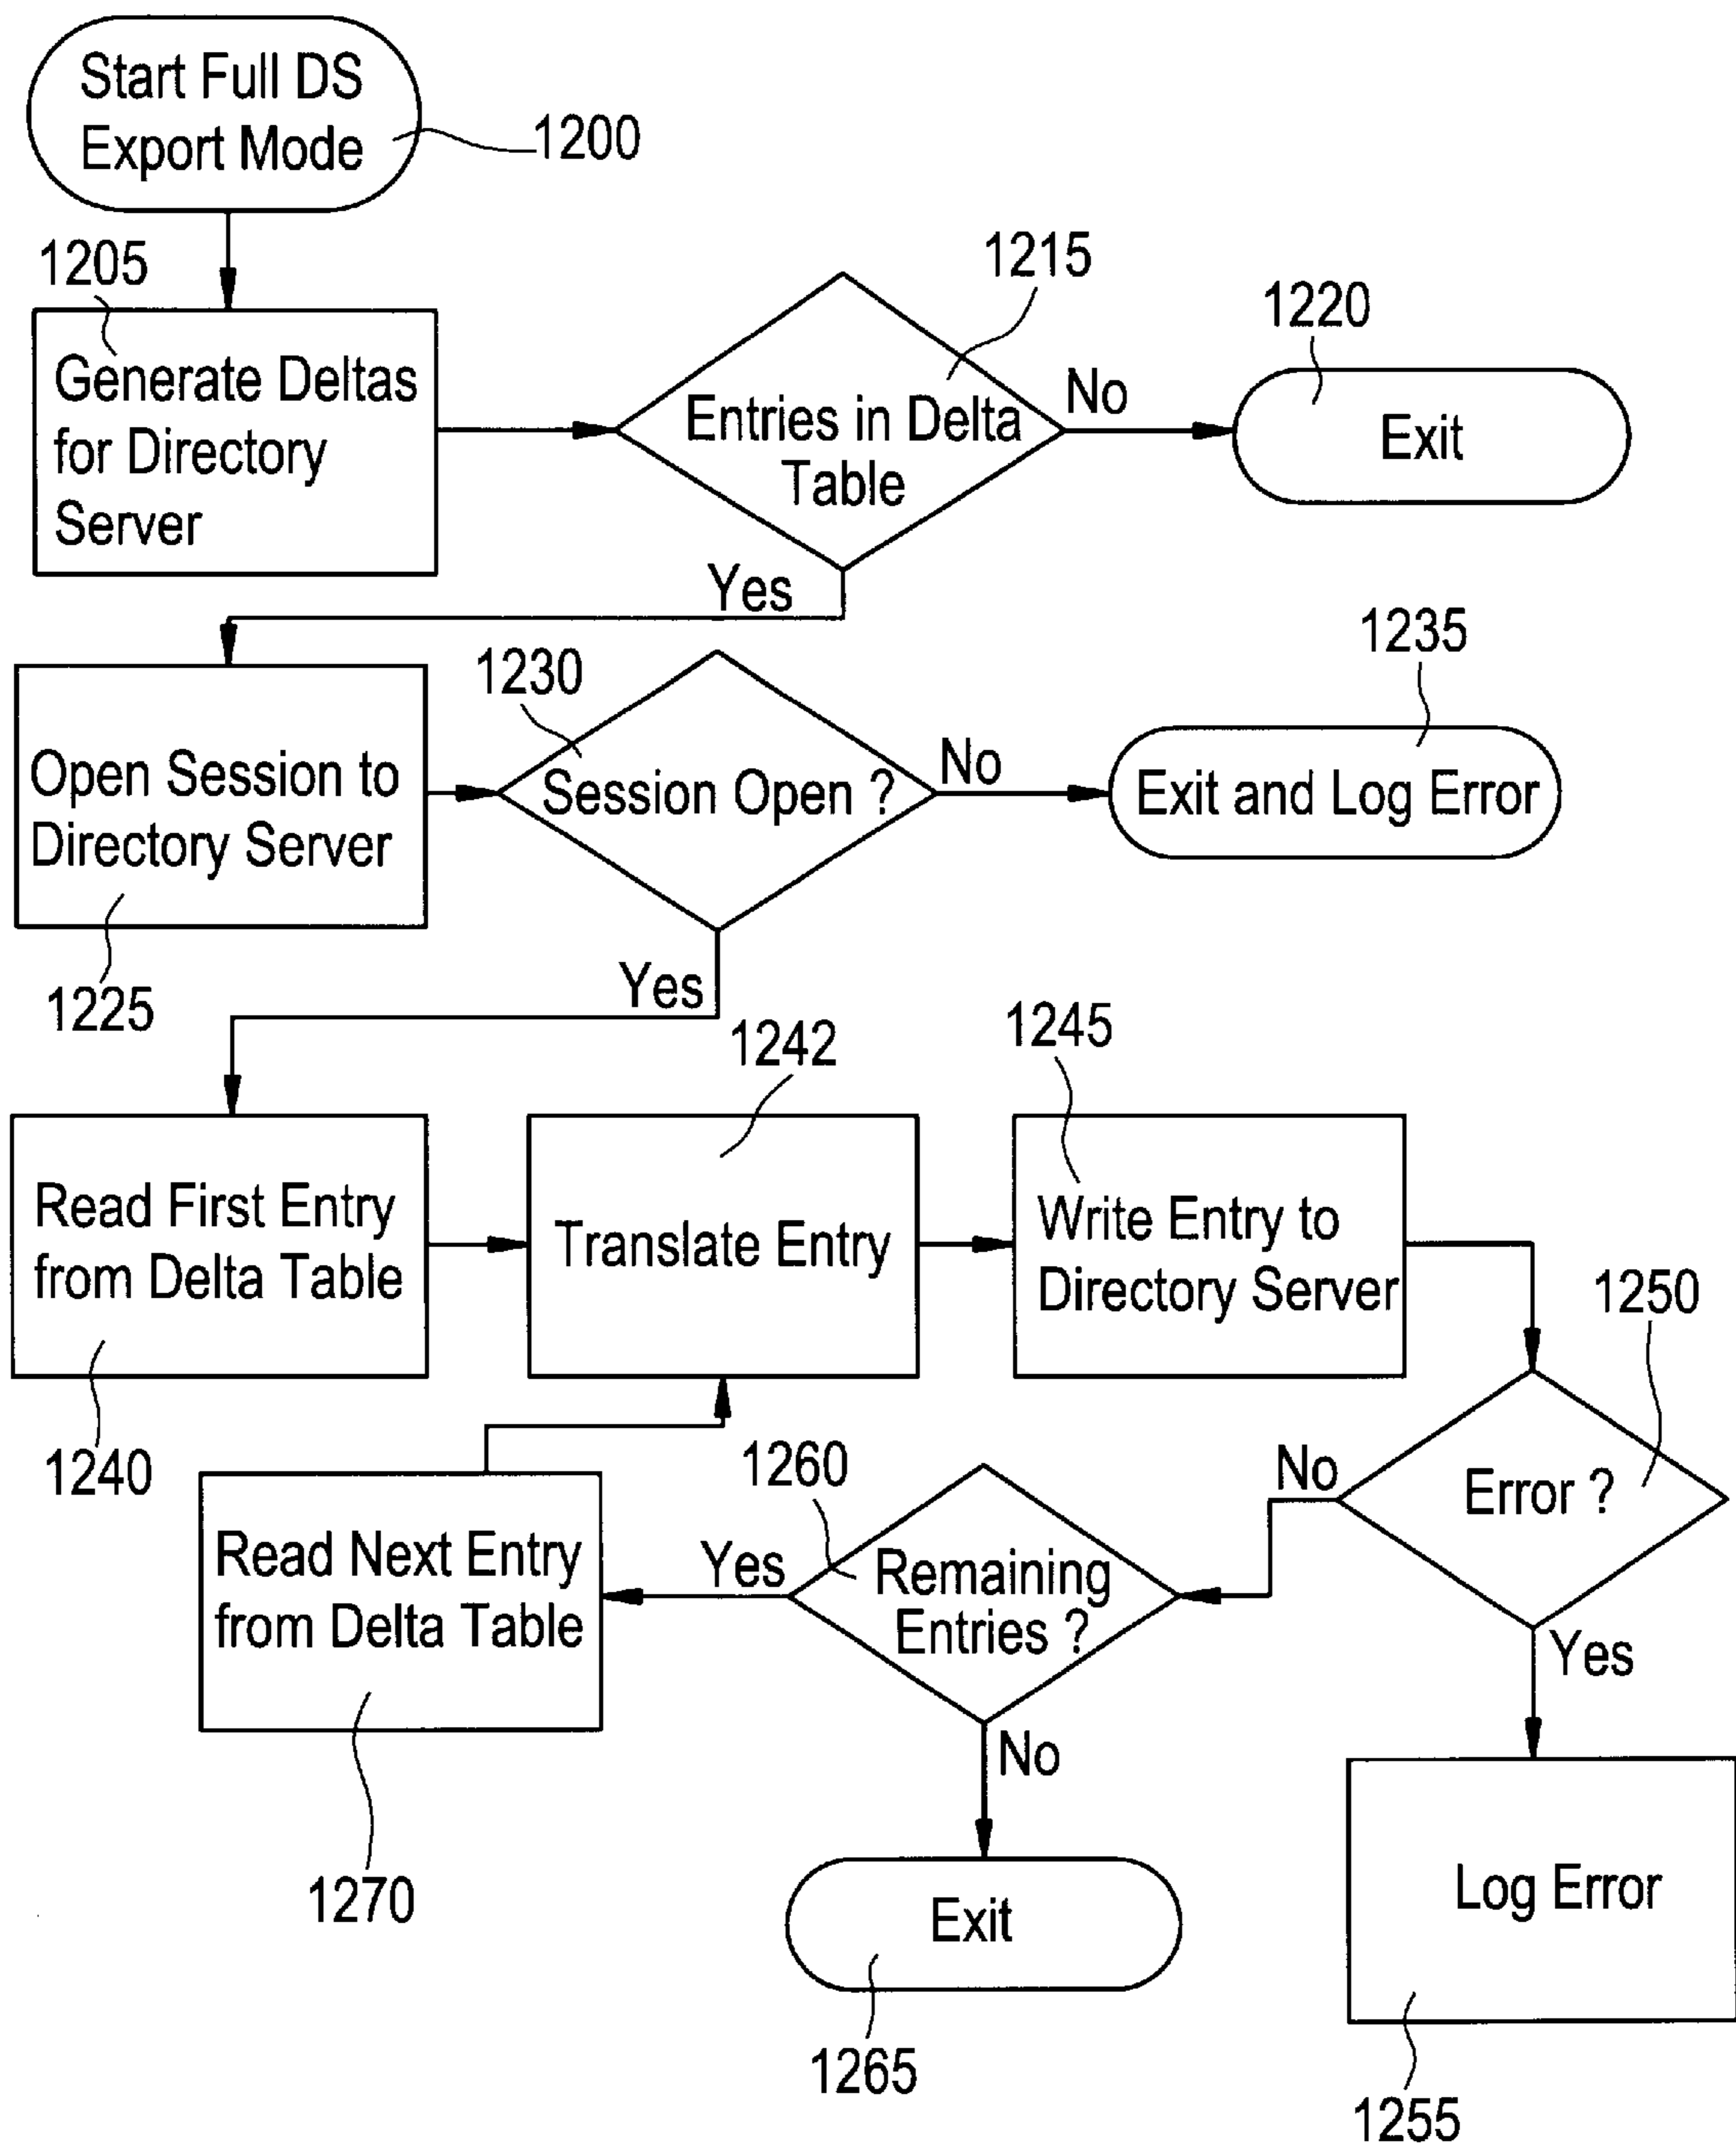 Start Full DS
Export Mode
1200
1205
1215
1220
Generate Deltas
for Directory
Server
Entries in Delta
Table
No
Exit
Yes
1230
1235
Open Session to
Directory Server
Session Open ?
No
Exit and Log Error
1225
Yes
1242
1245
Read First Entry
from Delta Table
Translate Entry
Write Entry to
Directory Server
1250
1240
1260
No
Error ?
Read Next Entry
from Delta Table
Yes
Remaining
Entries ?
Yes
No
1270
Exit
Log Error
1265
1255